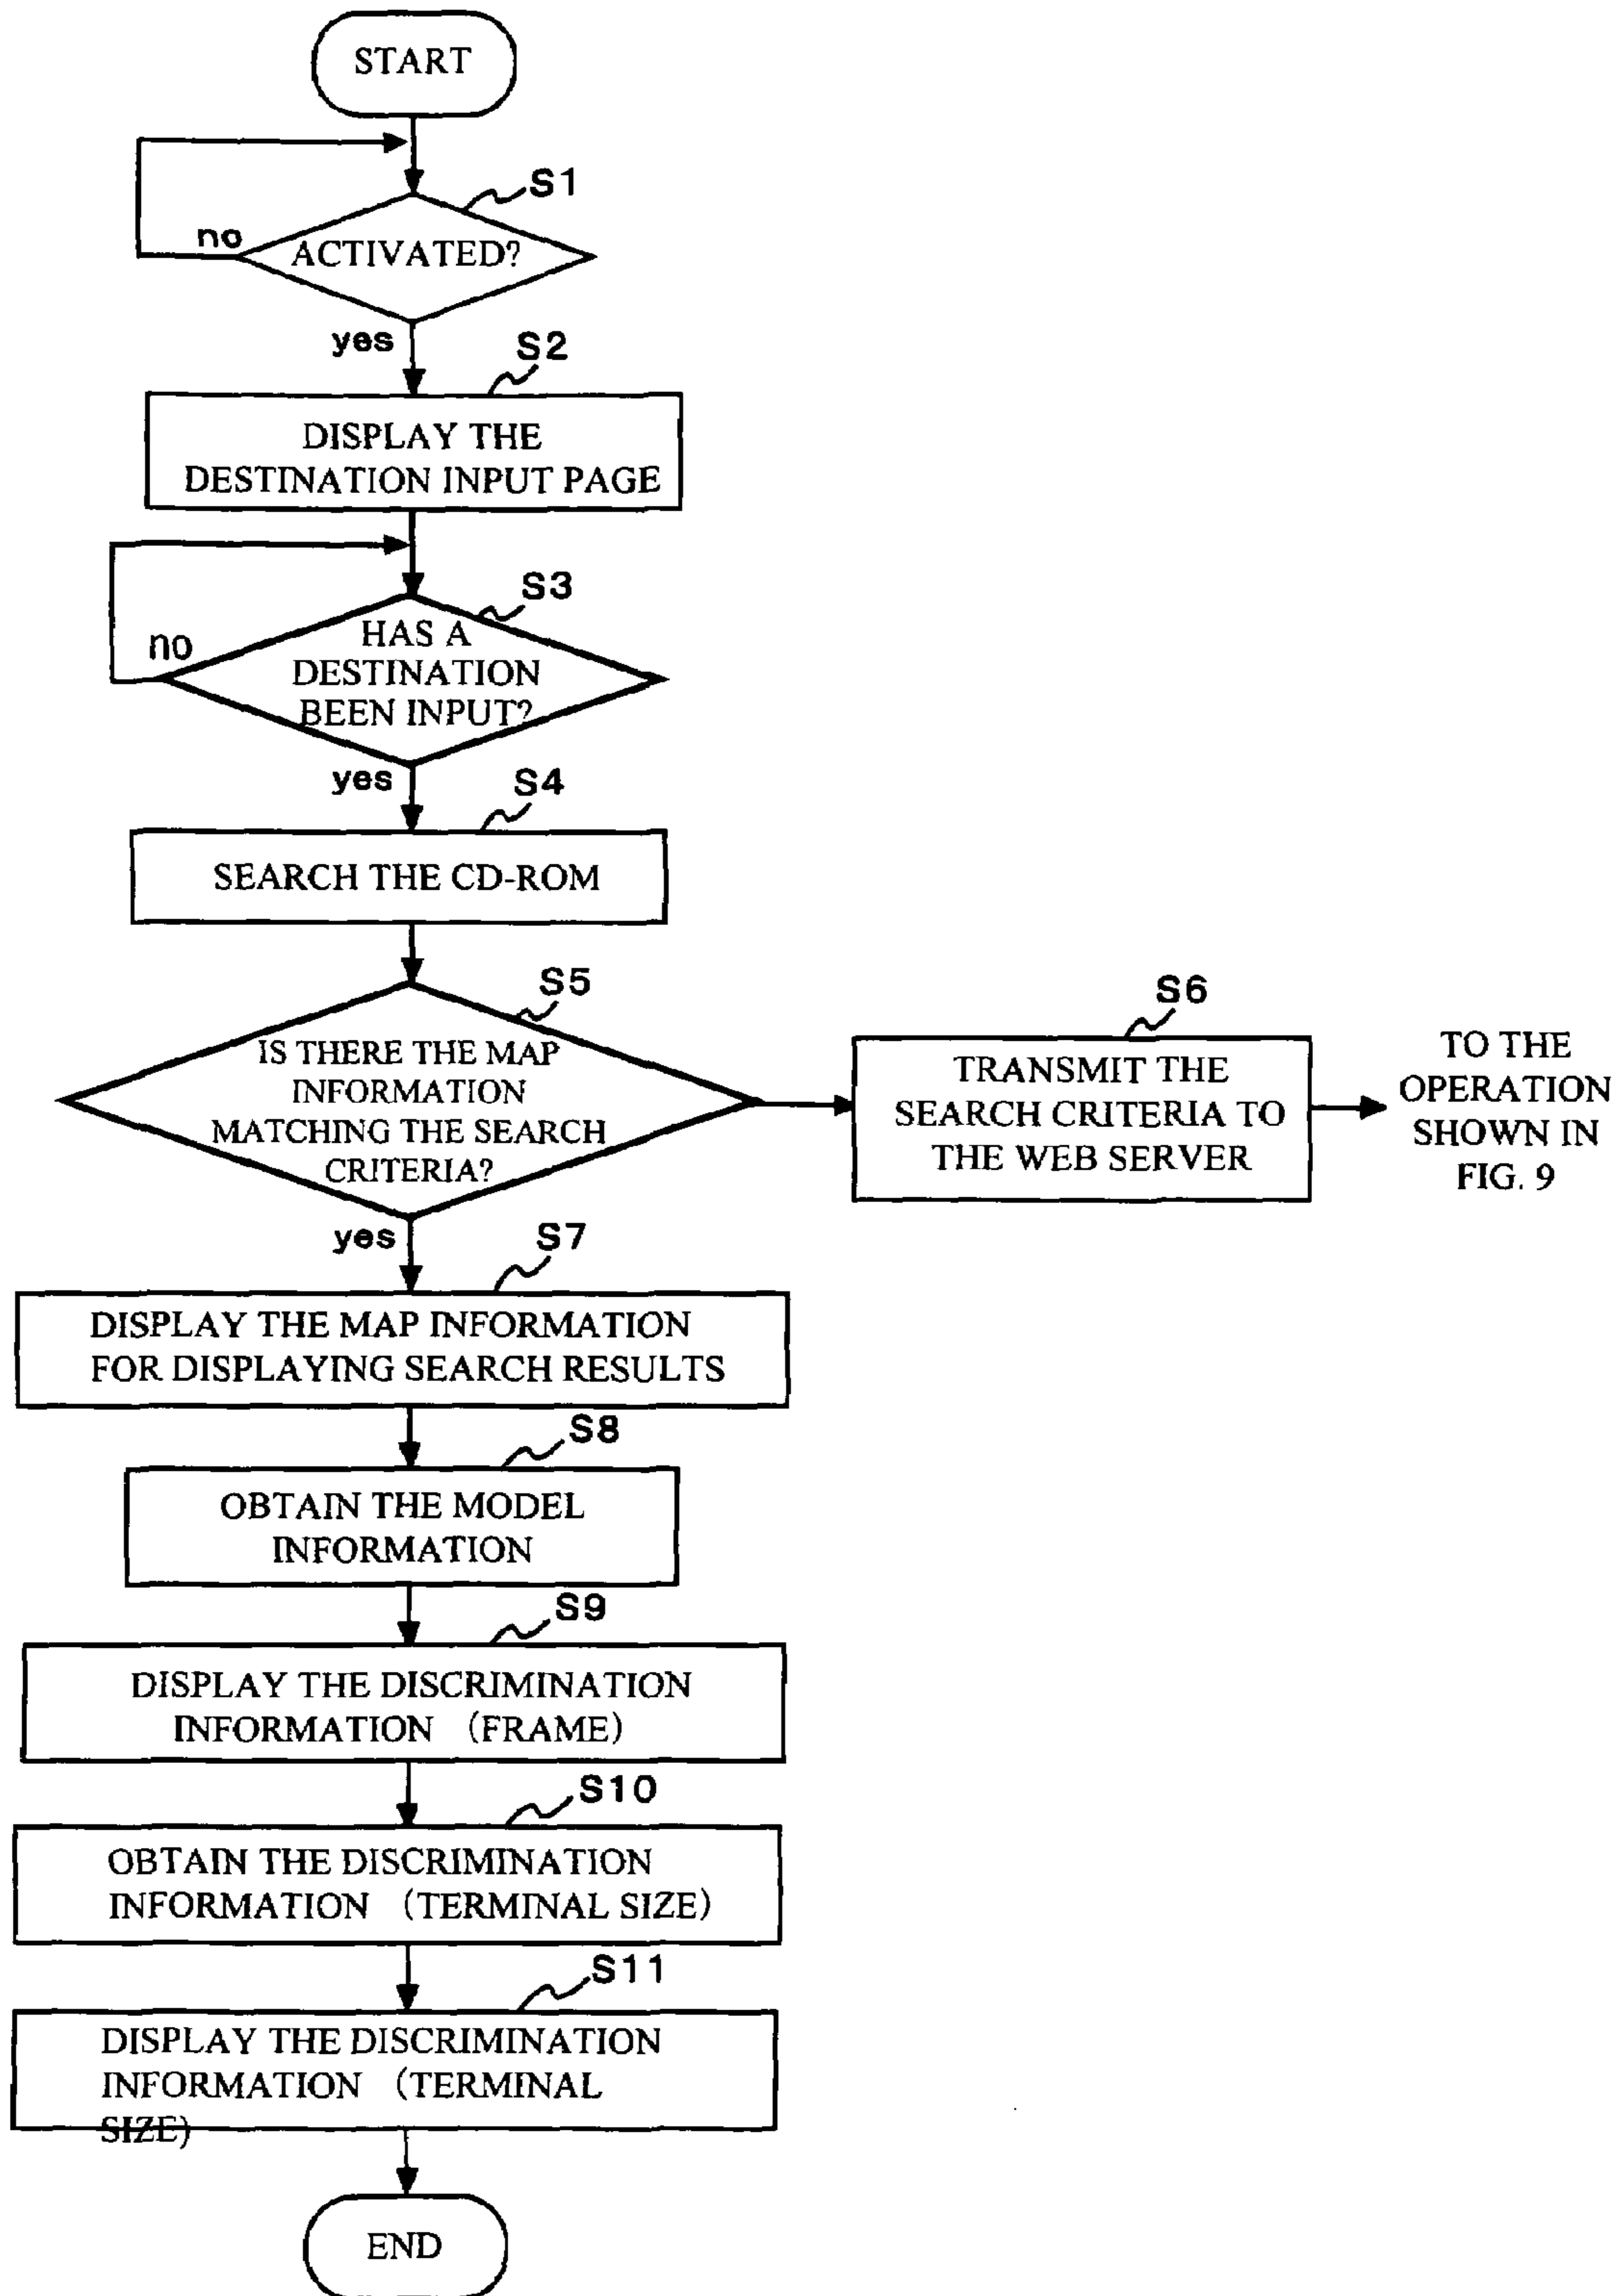 START
S1
no
ACTIVATED?
yes
S2
DISPLAY THE
DESTINATION INPUT PAGE
S3
no
HAS A
DESTINATION
BEEN INPUT?
yes
S4
SEARCH THE CD-ROM
S5
IS THERE THE MAP
INFORMATION
MATCHING THE SEARCH
CRITERIA?
S6
TRANSMIT THE
SEARCH CRITERIA TO
THE WEB SERVER
TO THE
OPERATION
SHOWN IN
FIG. 9
yes
S7
DISPLAY THE MAP INFORMATION
FOR DISPLAYING SEARCH RESULTS
S8
OBTAIN THE MODEL
INFORMATION
S9
DISPLAY THE DISCRIMINATION
INFORMATION (FRAME)
S10
OBTAIN THE DISCRIMINATION
INFORMATION (TERMINAL SIZE)
S11
DISPLAY THE DISCRIMINATION
INFORMATION (TERMINAL
SIZE)
END